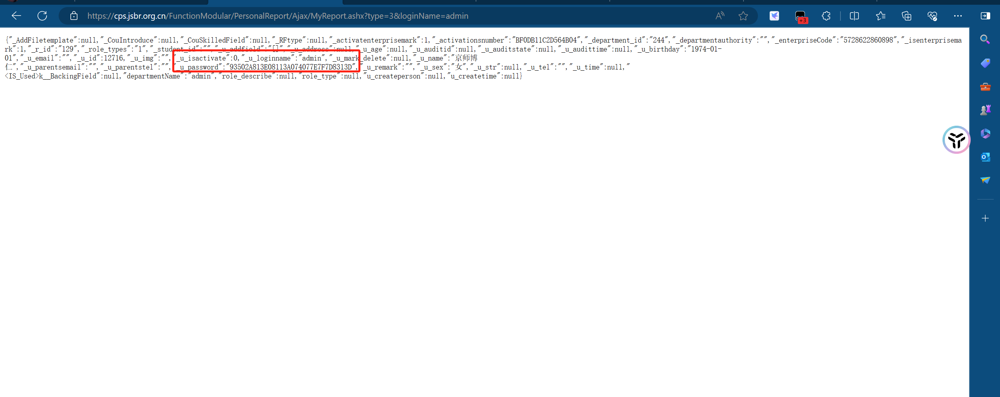 https://cps.jsbr.org.cn/FunctionModular/PersonalReport/Ajax/MyReport.ashx?type=3&loginName=admin
+3
{"_AddFiletemplate":null,"_CouIntroduce":null,"_CouSkilledField":null,"_RFtype":null,"_activatenterprisemark":1,"_activationsnumber":"BF0DB11C2D564B04","_department_id":"244","_departmentauthority":"","_enterpriseCode":"5728622860898","_isenterprisema
rk":1,"_r_id":"129","_role_types":"1","_student_id":"","_u_addfield":"[]","_u_address":null,"_u_age":null,"_u_auditid":null,"_u_auditstate":null,"_u_audittime":null,"_u_birthday":"1974-01-
01","_u_email":"","_u_id":12716,"_u_img":"","_u_isactivate":0,"_u_loginname":"admin","_u_mark_delete":null,"_u_name":"京师博
仁","_u_parentsemail":"","_u_parentstel":"","_u_password":"93502A813E08113A074077E7F7D8313D","_u_remark":"","_u_sex":"女","_u_str":null,"_u_tel":"","_u_time":null,"
<IS_Used>k__BackingField":null,"departmentName":"admin","role_describe":null,"role_type":null,"u_createperson":null,"u_createtime":null}